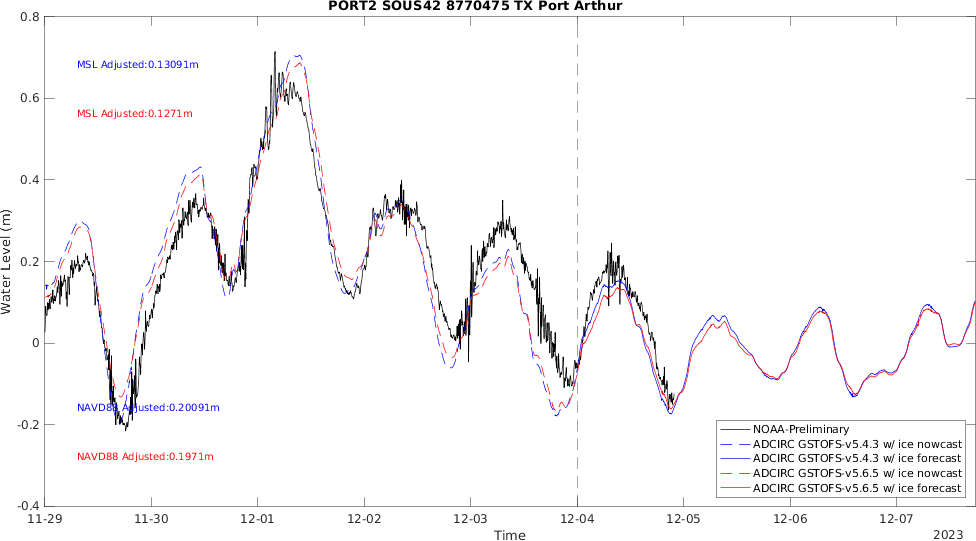 PORT2 SOUS42 8770475 TX Port Arthur
0.8
MSL Adjusted:0.13091m
0.6
MSL Adjusted:0.1271m
0.4
0.2
Water Level (m)
0
NAVD88 Adjusted:0.20091m
-0.2
NAVD88 Adjusted:0.1971m
-0.4
NOAA-Preliminary
ADCIRC GSTOFS-v5.4.3 w/ ice nowcast
ADCIRC GSTOFS-v5.4.3 w/ ice forecast
ADCIRC GSTOFS-v5.6.5 w/ ice nowcast
ADCIRC GSTOFS-v5.6.5 w/ ice forecast
11-29 11-30 12-01 12-02 12-03 12-04 12-05 12-06 12-07
Time
2023